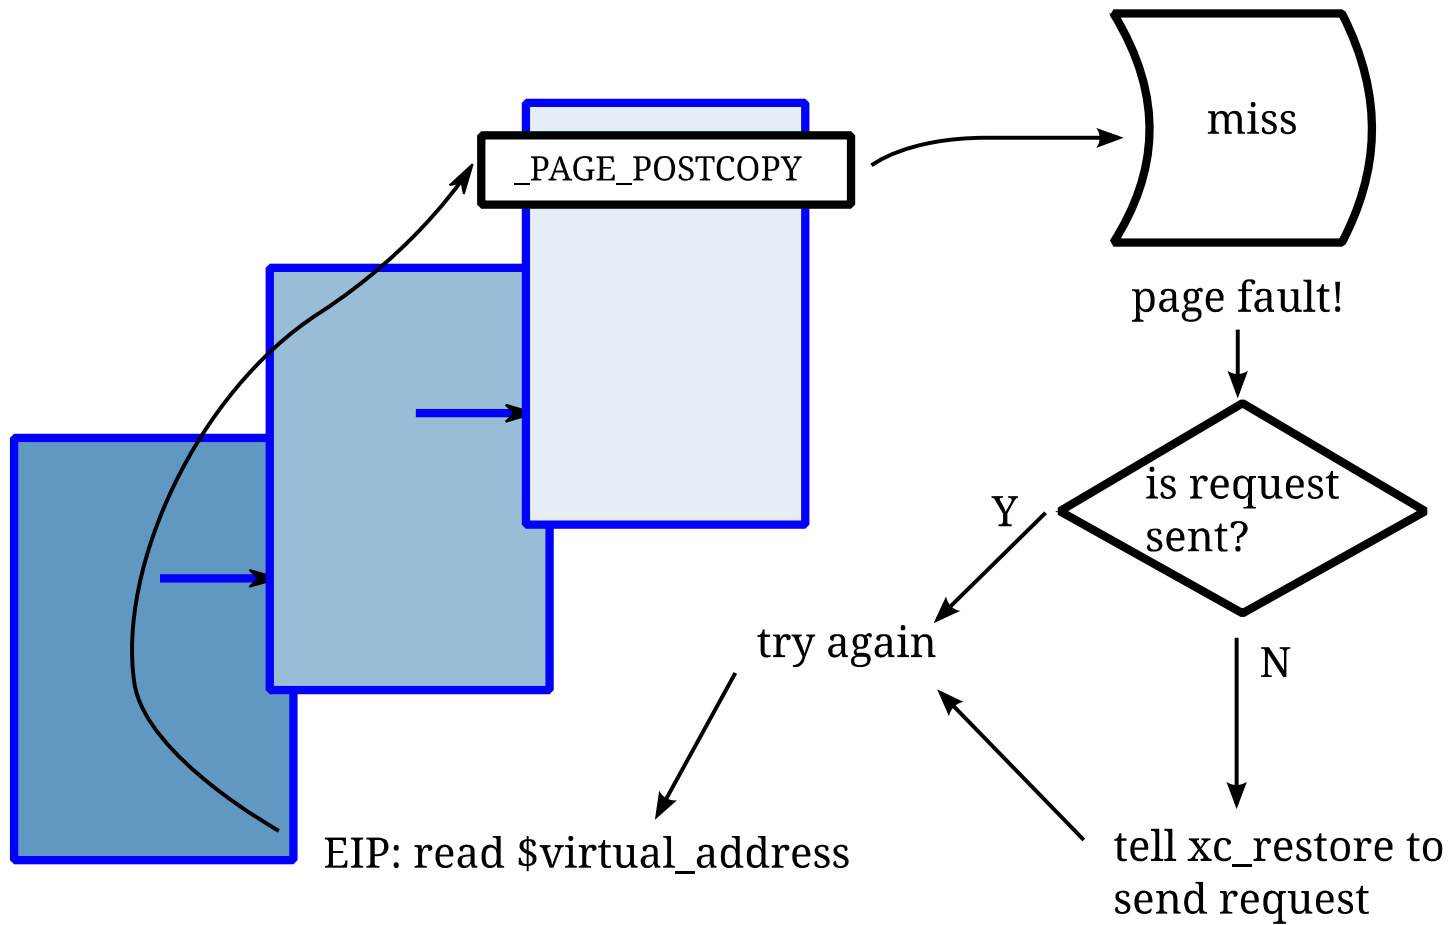 miss
_PAGE_POSTCOPY
page fault!
is request
sent?
Y
N
try again
EIP: read $virtual_address
tell xc_restore to
send request